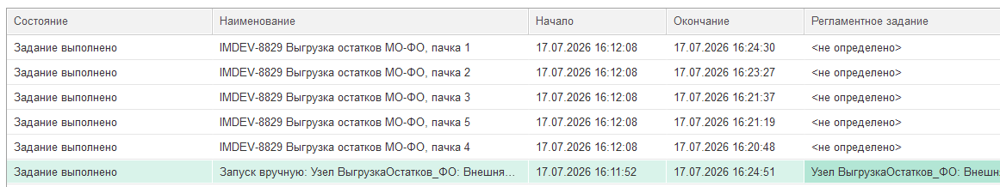 Состояние Наименование Начало Окончание Регламентное задание
Задание выполнено IMDEV-8829 Выгрузка остатков МО-ФО, пачка 1 17.07.2026 16:12:08 17.07.2026 16:24:30 <не определено>
Задание выполнено IMDEV-8829 Выгрузка остатков МО-ФО, пачка 2 17.07.2026 16:12:08 17.07.2026 16:23:27 <не определено>
Задание выполнено IMDEV-8829 Выгрузка остатков МО-ФО, пачка 3 17.07.2026 16:12:08 17.07.2026 16:21:37 <не определено>
Задание выполнено IMDEV-8829 Выгрузка остатков МО-ФО, пачка 5 17.07.2026 16:12:08 17.07.2026 16:21:19 <не определено>
Задание выполнено IMDEV-8829 Выгрузка остатков МО-ФО, пачка 4 17.07.2026 16:12:08 17.07.2026 16:20:48 <не определено>
Задание выполнено Запуск вручную: Узел ВыгрузкаОстатков_ФО: Внешня... 17.07.2026 16:11:52 17.07.2026 16:24:51 Узел ВыгрузкаОстатков_ФО: Внешн